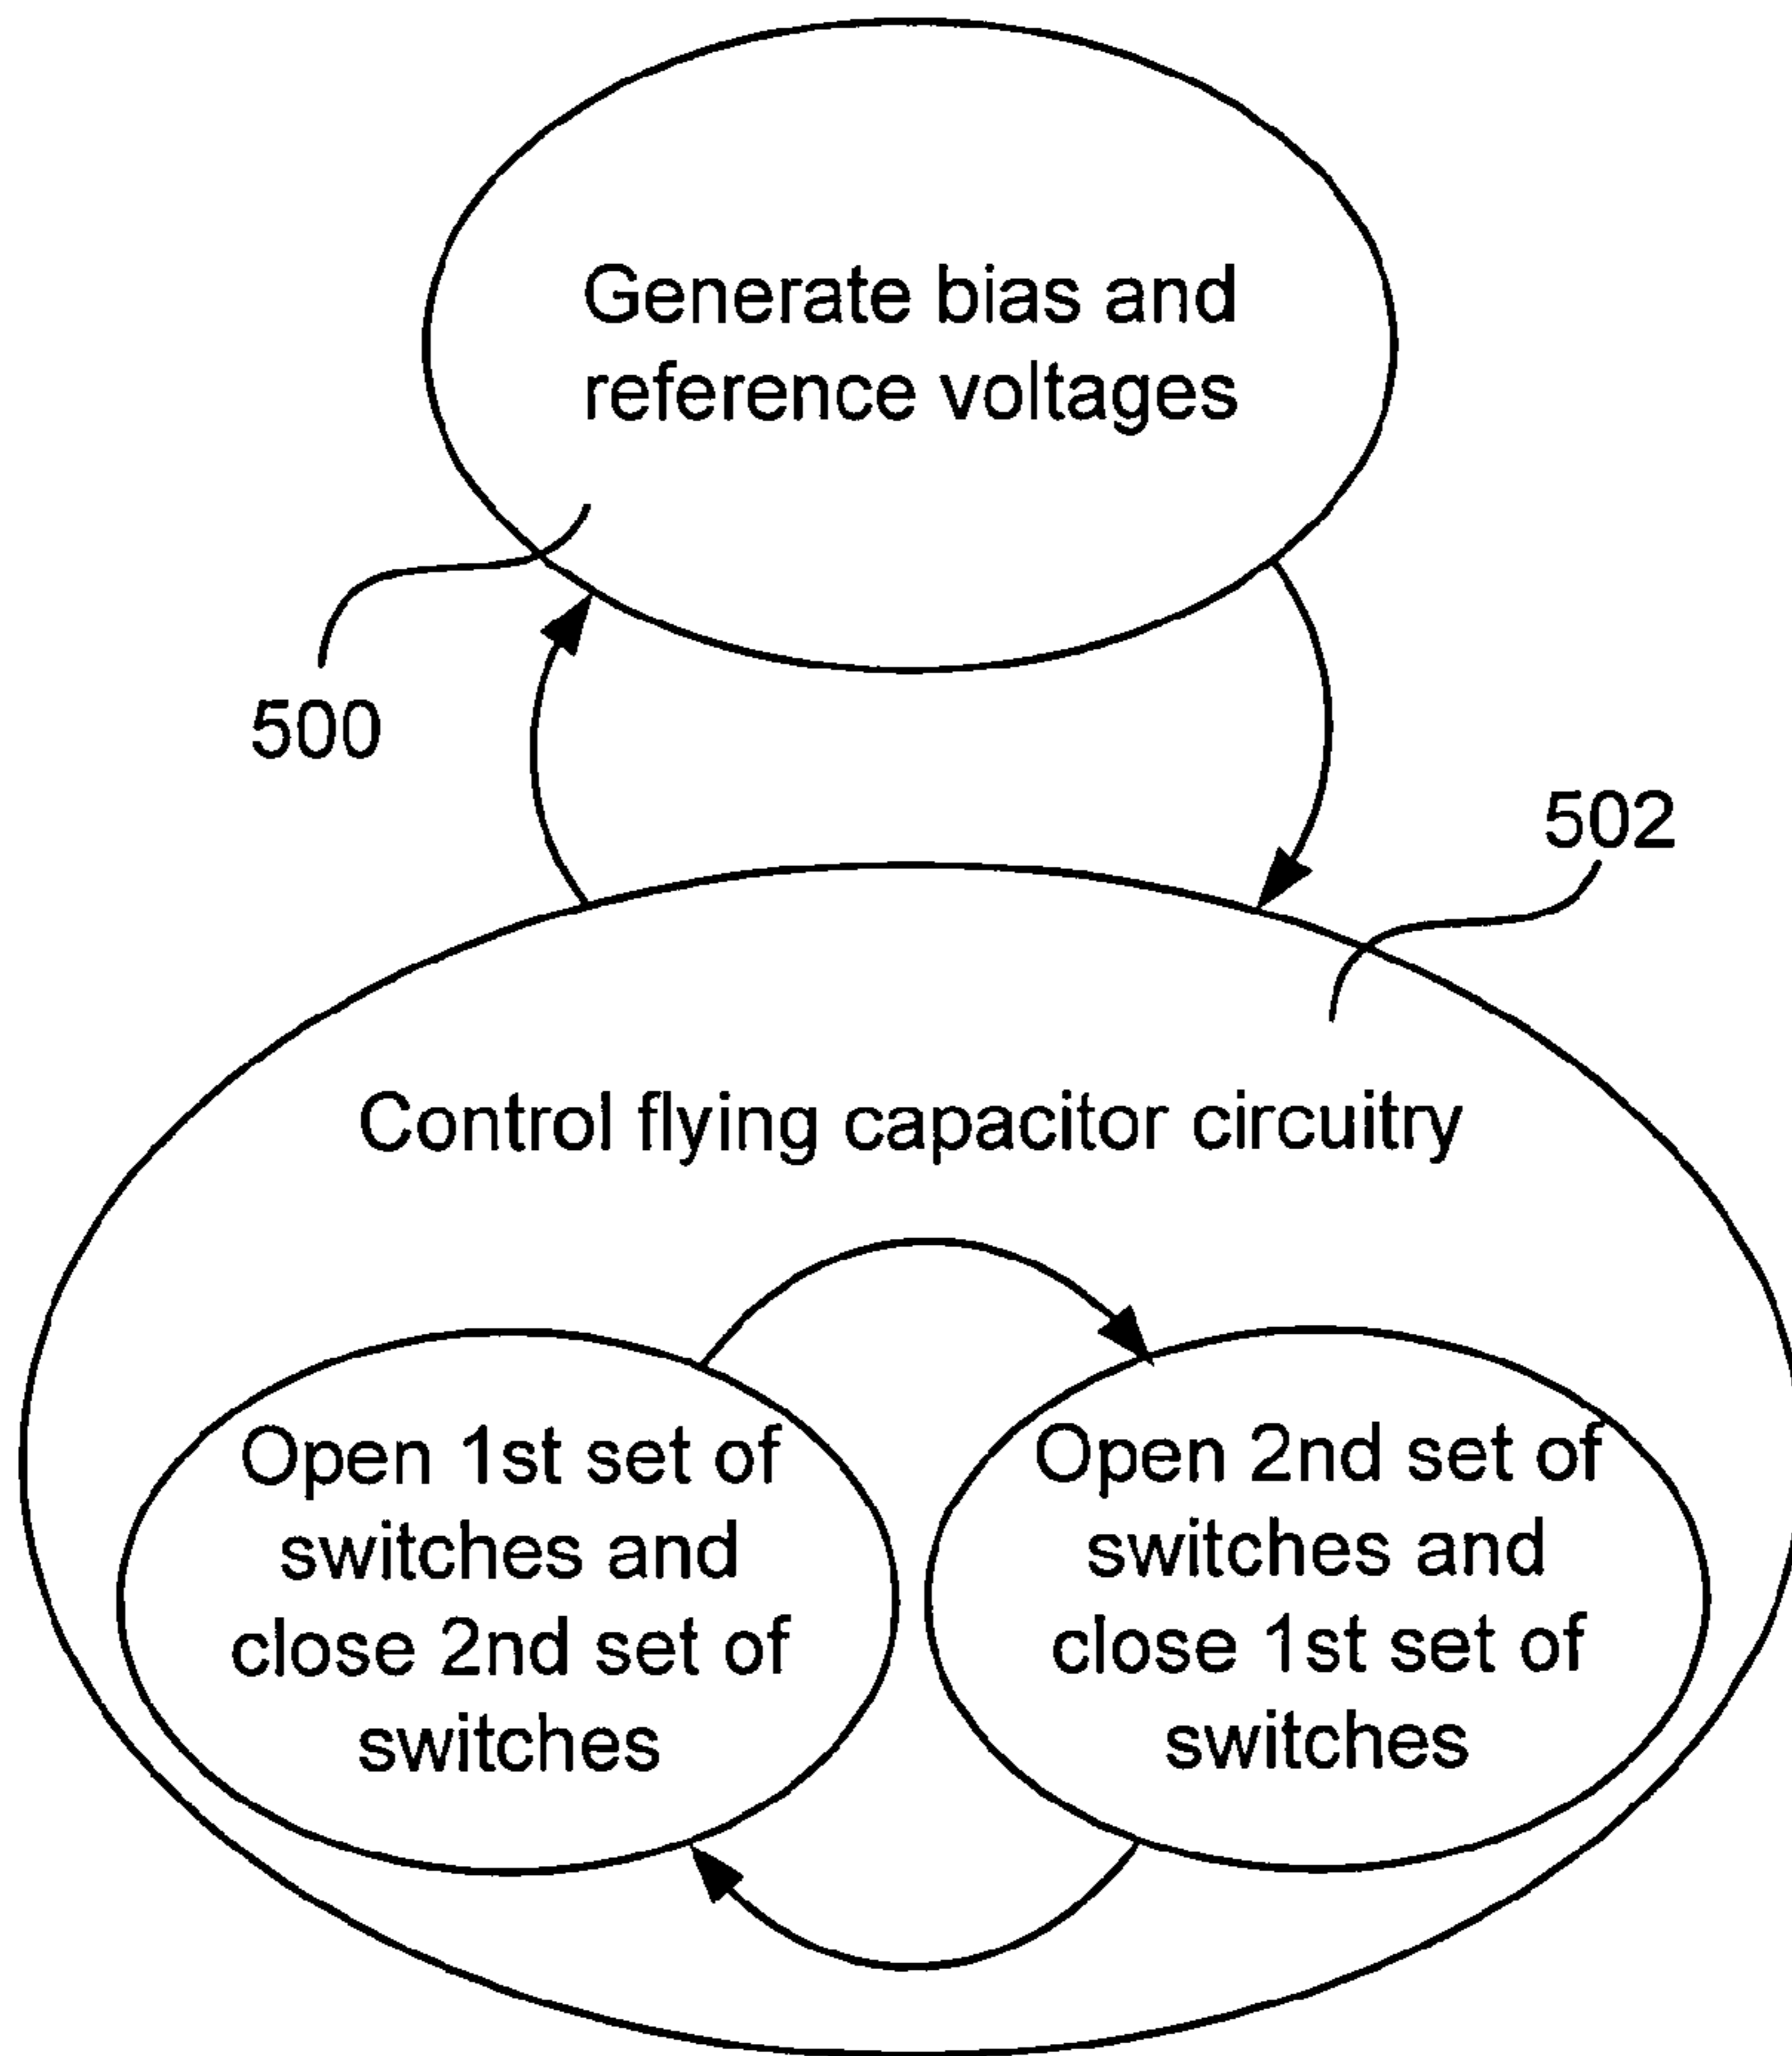 Generate bias and
reference voltages
500
502
Control flying capacitor circuitry
Open 1st set of
switches and
close 2nd set of
switches
Open 2nd set of
switches and
close 1st set of
switches